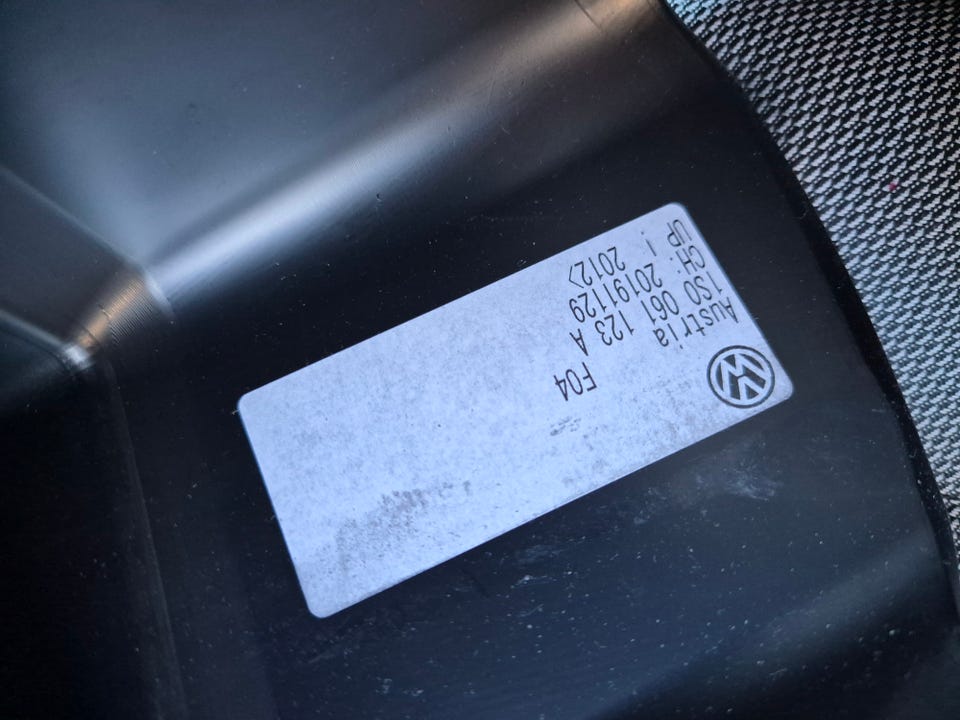 Austria
1S0 061 123 A   F04
CH: 20191129
UP ! 2012>